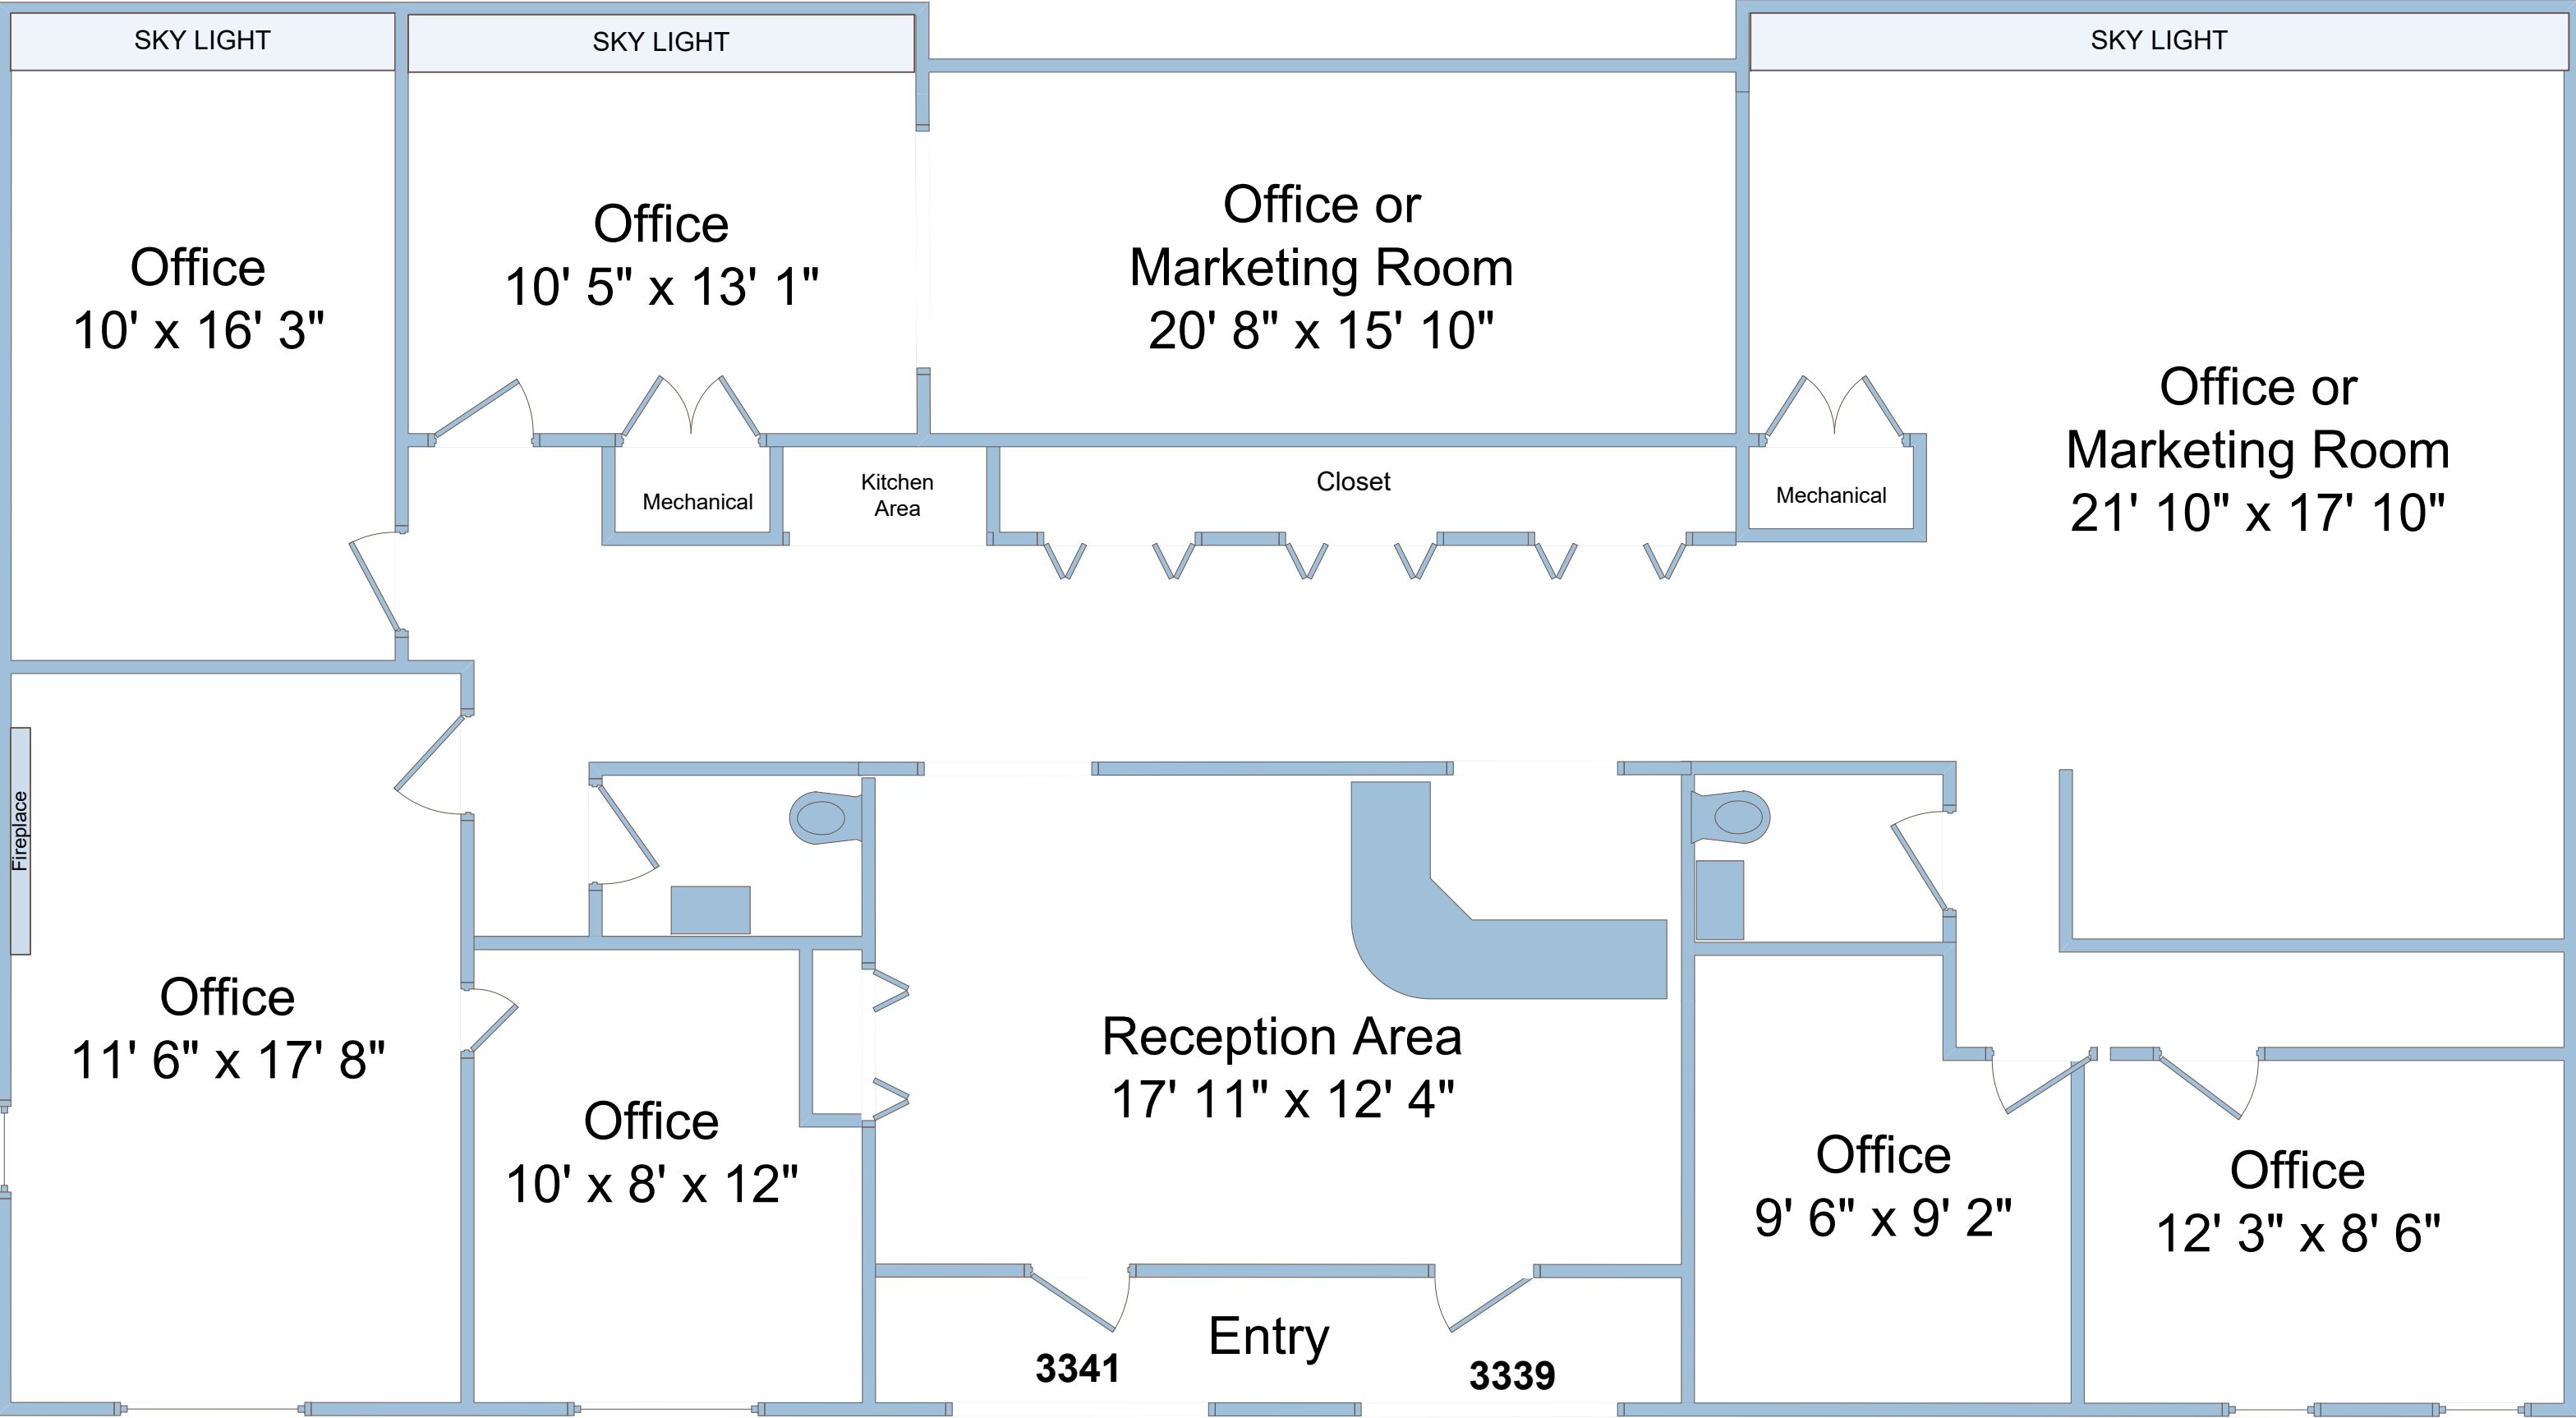 SKY LIGHT
SKY LIGHT
SKY LIGHT
Office
10' x 16' 3"
Office
10' 5" x 13' 1"
Office or
Marketing Room
20' 8" x 15' 10"
Office or
Marketing Room
21' 10" x 17' 10"
Mechanical
Kitchen
Area
Closet
Mechanical
Fireplace
Office
11' 6" x 17' 8"
Office
10' x 8' x 12"
Reception Area
17' 11" x 12' 4"
Office
9' 6" x 9' 2"
Office
12' 3" x 8' 6"
Entry
3341
3339